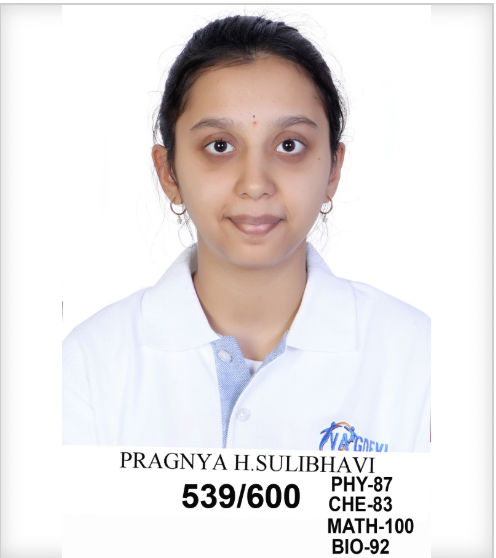 PRAGNYA H.SULIBHAVI
539/600
PHY-87
CHE-83
MATH-100
BIO-92